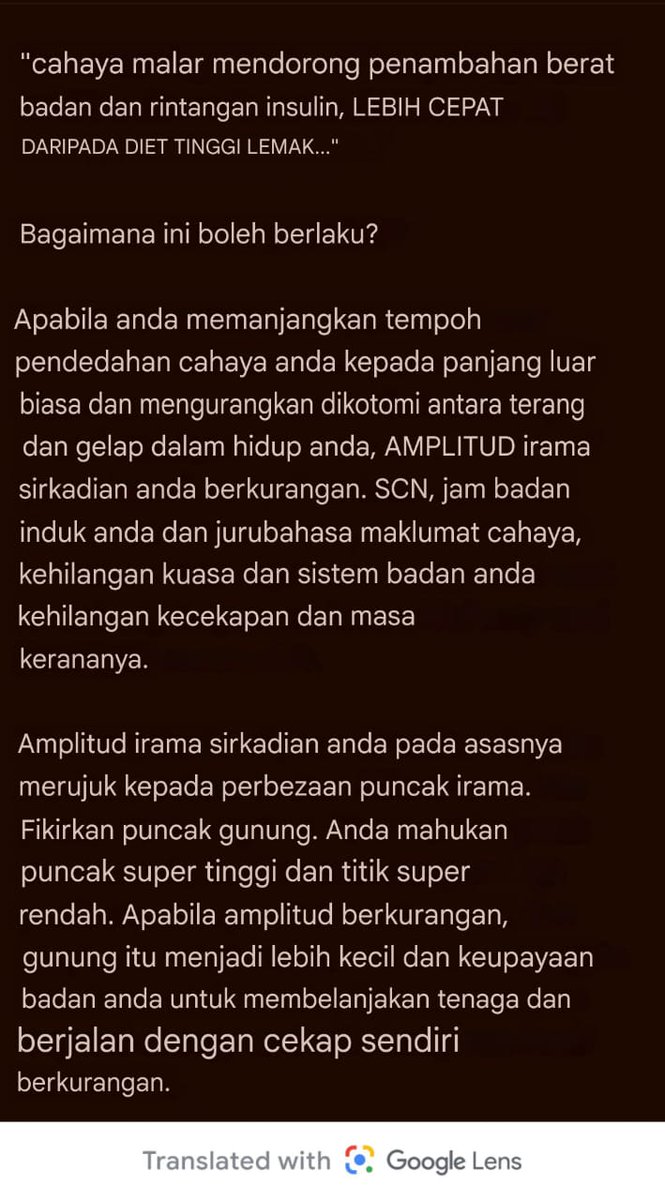 "cahaya malar mendorong penambahan berat
badan dan rintangan insulin, LEBIH CEPAT
DARIPADA DIET TINGGI LEMAK..."
Bagaimana ini boleh berlaku?
Apabila anda memanjangkan tempoh
pendedahan cahaya anda kepada panjang luar
biasa dan mengurangkan dikotomi antara terang
dan gelap dalam hidup anda, AMPLITUD irama
sirkadian anda berkurangan. SCN, jam badan
induk anda dan jurubahasa maklumat cahaya,
kehilangan kuasa dan sistem badan anda
kehilangan kecekapan dan masa
kerananya.
Amplitud irama sirkadian anda pada asasnya
merujuk kepada perbezaan puncak irama.
Fikirkan puncak gunung. Anda mahukan
puncak super tinggi dan titik super
rendah. Apabila amplitud berkurangan,
gunung itu menjadi lebih kecil dan keupayaan
badan anda untuk membelanjakan tenaga dan
berjalan dengan cekap sendiri
berkurangan.
Translated with Google Lens